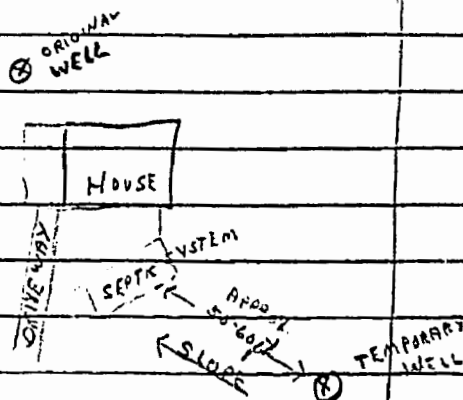 ORIGINAL
WELL
HOUSE
DRIVEWAY
SEPTIC
SYSTEM
APPROX.
50-60
SLOPE
TEMPORARY
WELL